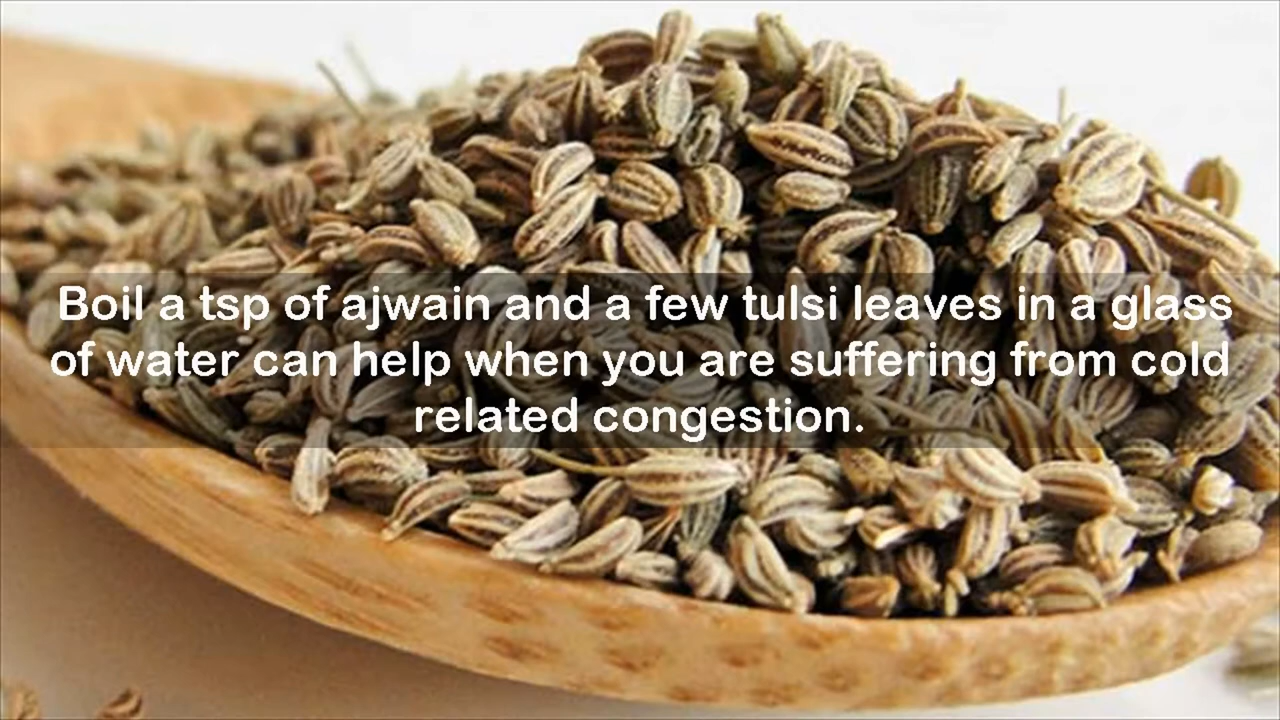 Boil a tsp of ajwain and a few tulsi leaves in a glass
of water can help when you are suffering from cold
related congestion.